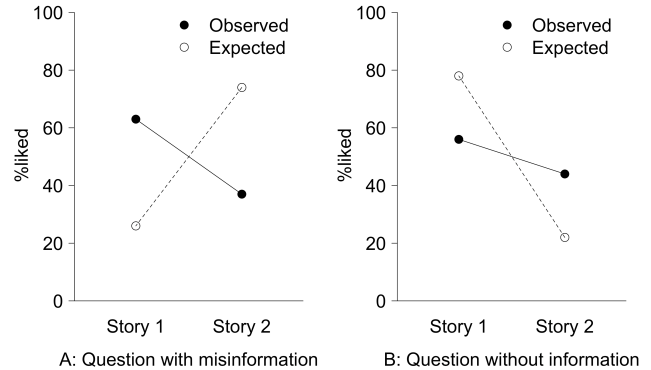 100
80
60
40
20
0
%liked
Observed
Expected
Story 1
Story 2
A: Question with misinformation
100
80
60
40
20
0
%liked
Observed
Expected
Story 1
Story 2
B: Question without information